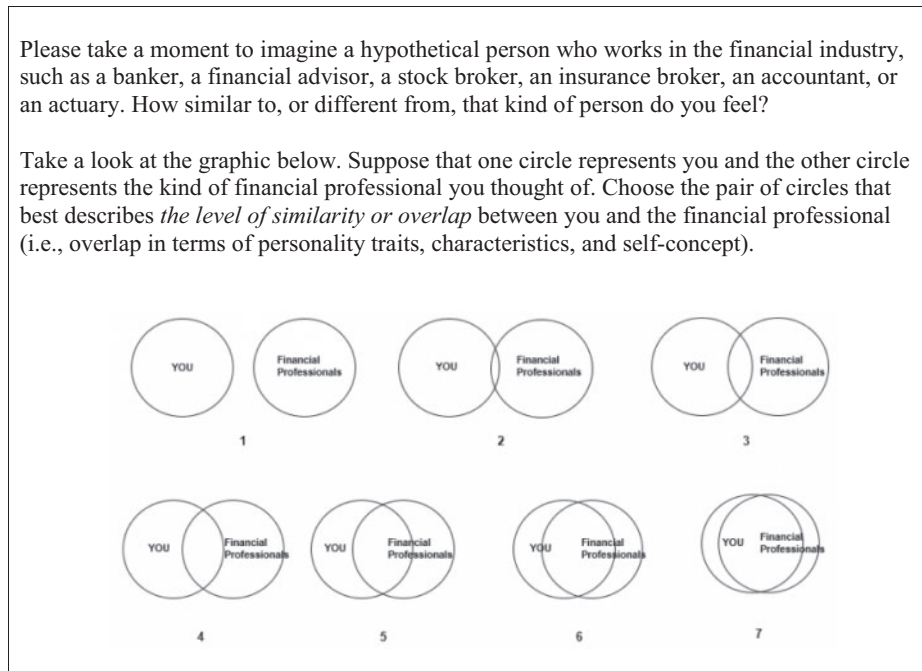 Please take a moment to imagine a hypothetical person who works in the financial industry,
such as a banker, a financial advisor, a stock broker, an insurance broker, an accountant, or
an actuary. How similar to, or different from, that kind of person do you feel?
Take a look at the graphic below. Suppose that one circle represents you and the other circle
represents the kind of financial professional you thought of. Choose the pair of circles that
best describes the level of similarity or overlap between you and the financial professional
(i.e., overlap in terms of personality traits, characteristics, and self-concept).
YOU
Financial
Professionals
1
YOU
Financial
Professionals
2
YOU
Financial
Professionals
3
YOU
Financial
Professionals
4
YOU
Financial
Professionals
5
YOU
Financial
Professionals
6
YOU
Financial
Professionals
7